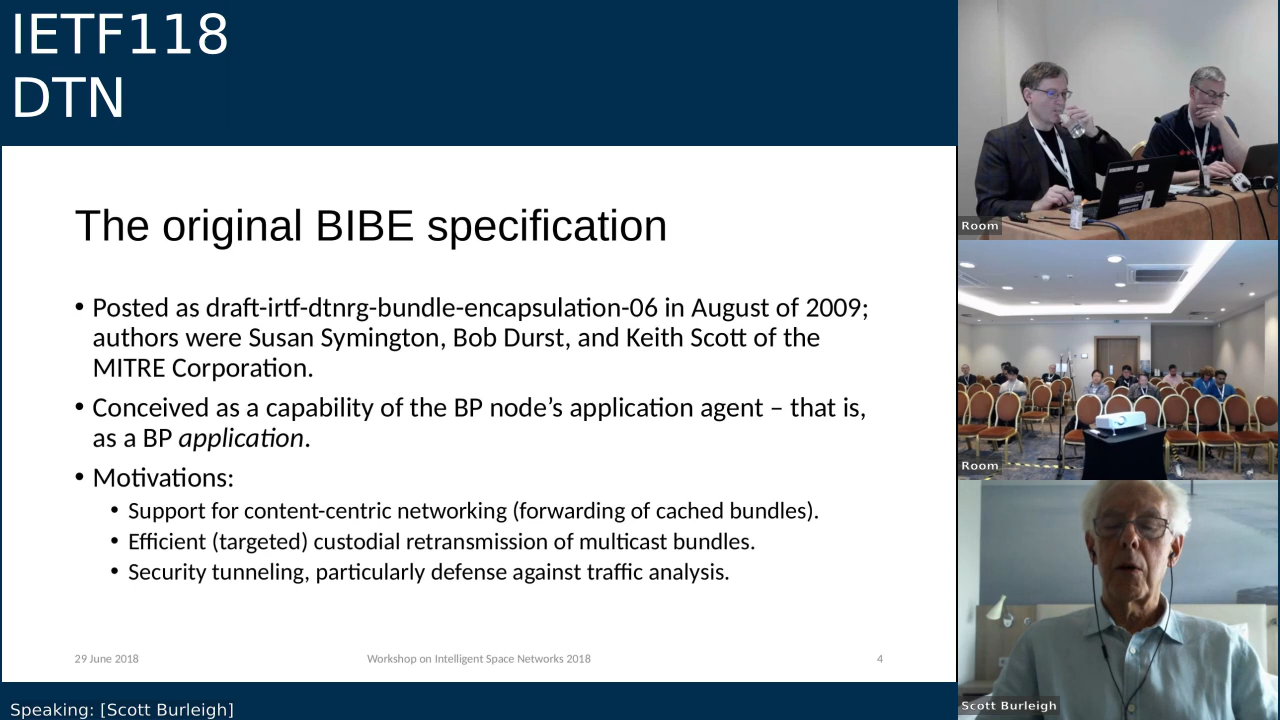 IETF118
DTN
The original BIBE specification
• Posted as draft-irtf-dtnrg-bundle-encapsulation-06 in August of 2009;
authors were Susan Symington, Bob Durst, and Keith Scott of the
MITRE Corporation.
• Conceived as a capability of the BP node’s application agent – that is,
as a BP application.
• Motivations:
• Support for content-centric networking (forwarding of cached bundles).
• Efficient (targeted) custodial retransmission of multicast bundles.
• Security tunneling, particularly defense against traffic analysis.
29 June 2018
Workshop on Intelligent Space Networks 2018
4
Speaking: [Scott Burleigh]
Room
Room
Scott Burleigh